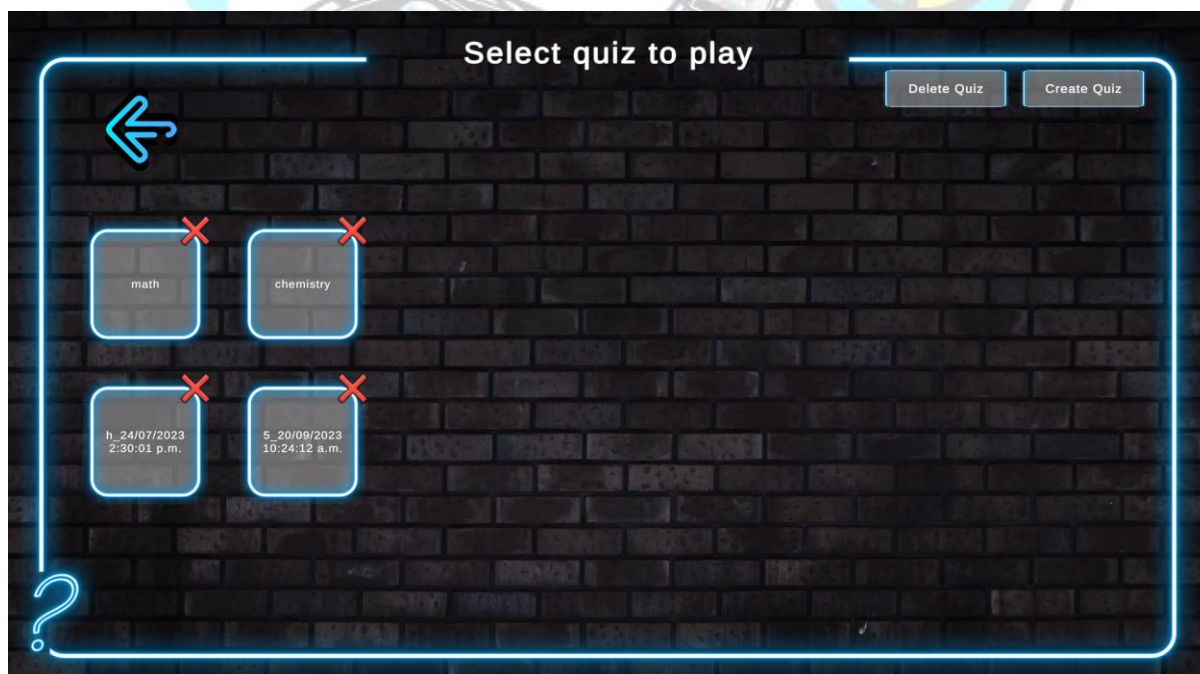 Select quiz to play
Delete Quiz
Create Quiz
math
chemistry
h_24/07/2023
2:30:01 p.m.
5_20/09/2023
10:24:12 a.m.
?